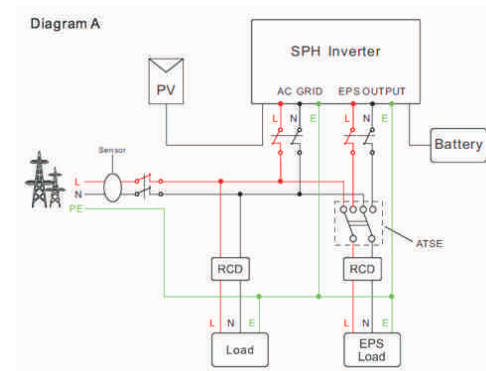 Diagram A
SPH Inverter
PV
AC GRID
EPS OUTPUT
L N E
L N E
Battery
Sensor
L
N
PE
ATSE
RCD
RCD
L N E
L N E
Load
EPS
Load